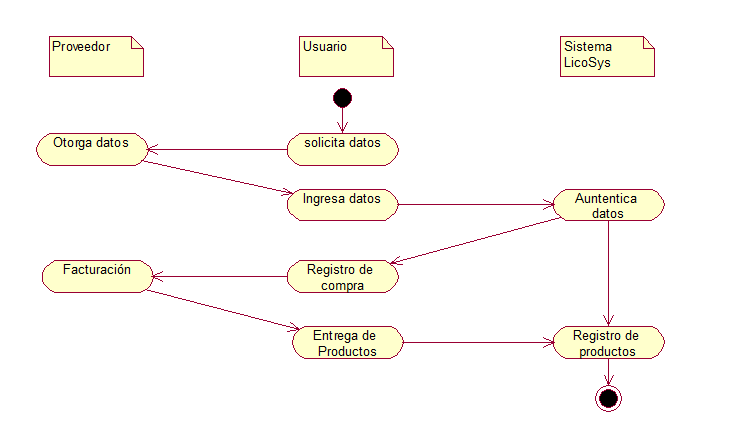 Proveedor
Usuario
Sistema
LicoSys
Otorga datos
solicita datos
Ingresa datos
Auntentica
datos
Facturación
Registro de
compra
Entrega de
Productos
Registro de
productos